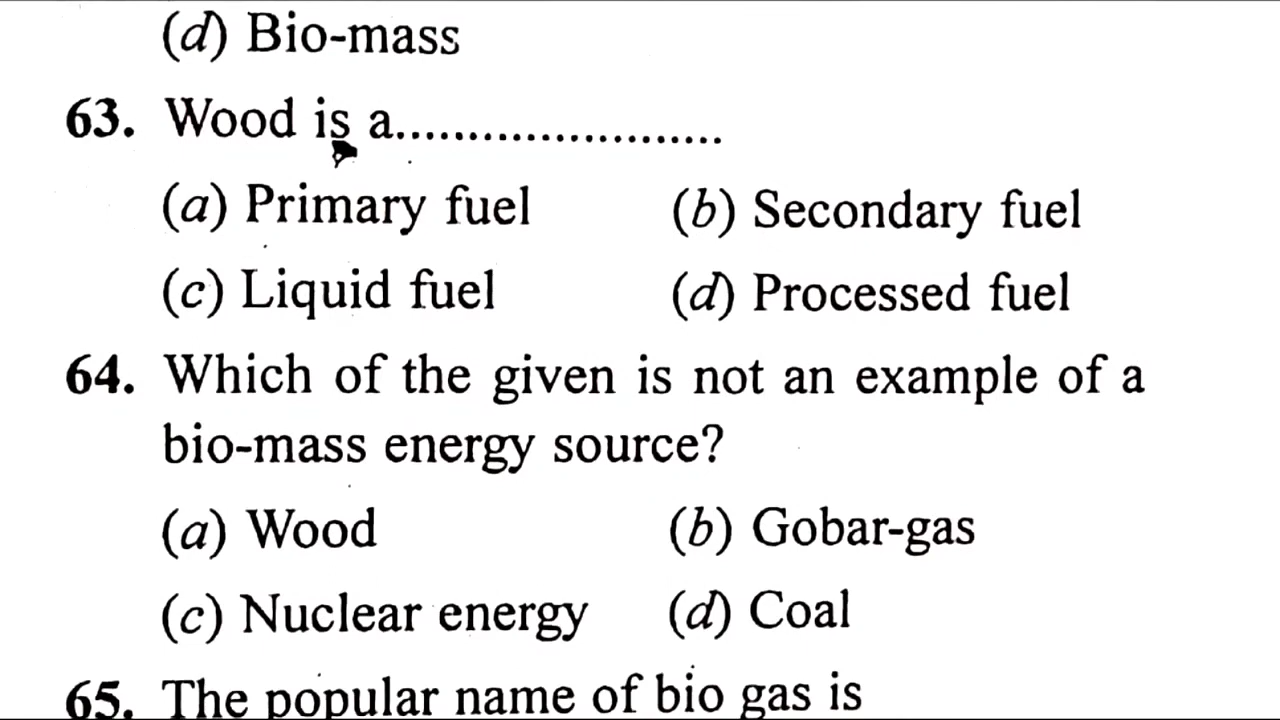 (d) Bio-mass
63. Wood is a.......................
(a) Primary fuel (b) Secondary fuel
(c) Liquid fuel (d) Processed fuel
64. Which of the given is not an example of a
bio-mass energy source?
(a) Wood (b) Gobar-gas
(c) Nuclear energy (d) Coal
65. The popular name of bio gas is